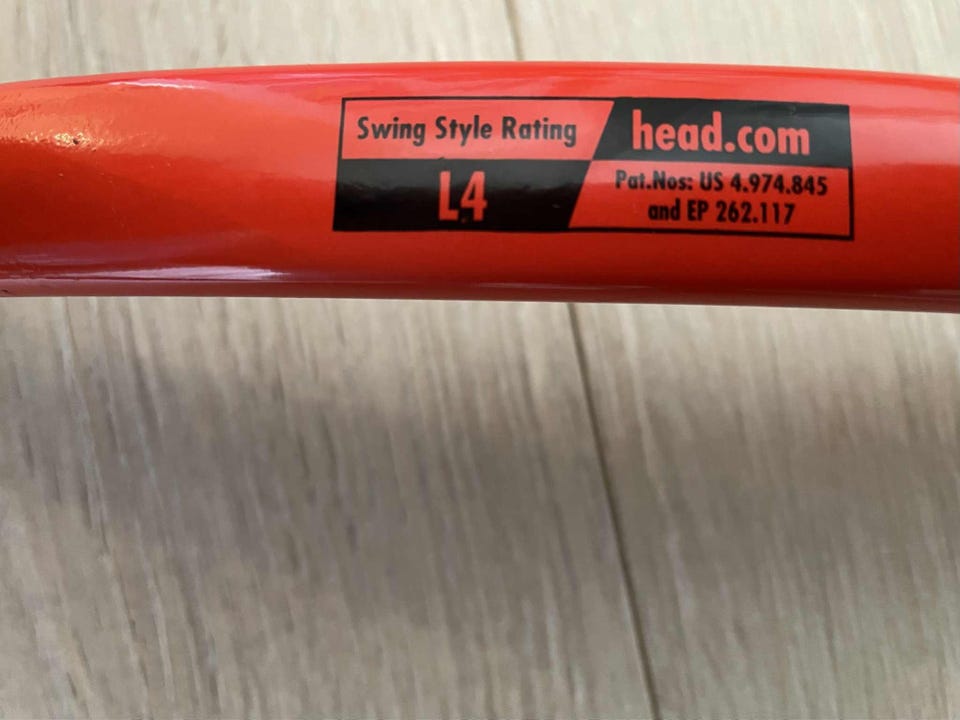 Swing Style Rating
L4
head.com
Pat.Nos: US 4.974.845
and EP 262.117